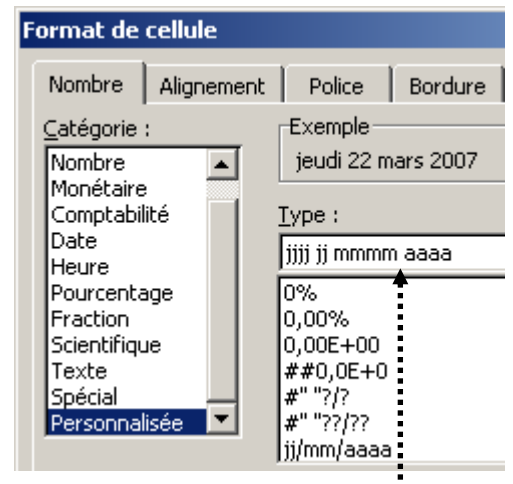 Format de cellule
Nombre Alignement Police Bordure
Catégorie :
Nombre
Monétaire
Comptabilité
Date
Heure
Pourcentage
Fraction
Scientifique
Texte
Spécial
Personnalisée
Exemple
jeudi 22 mars 2007
Type :
jjjj jj mmmm aaaa
0%
0,00%
0,00E+00
##0,0E+0
#" "?/?
#" "??/??
jj/mm/aaaa